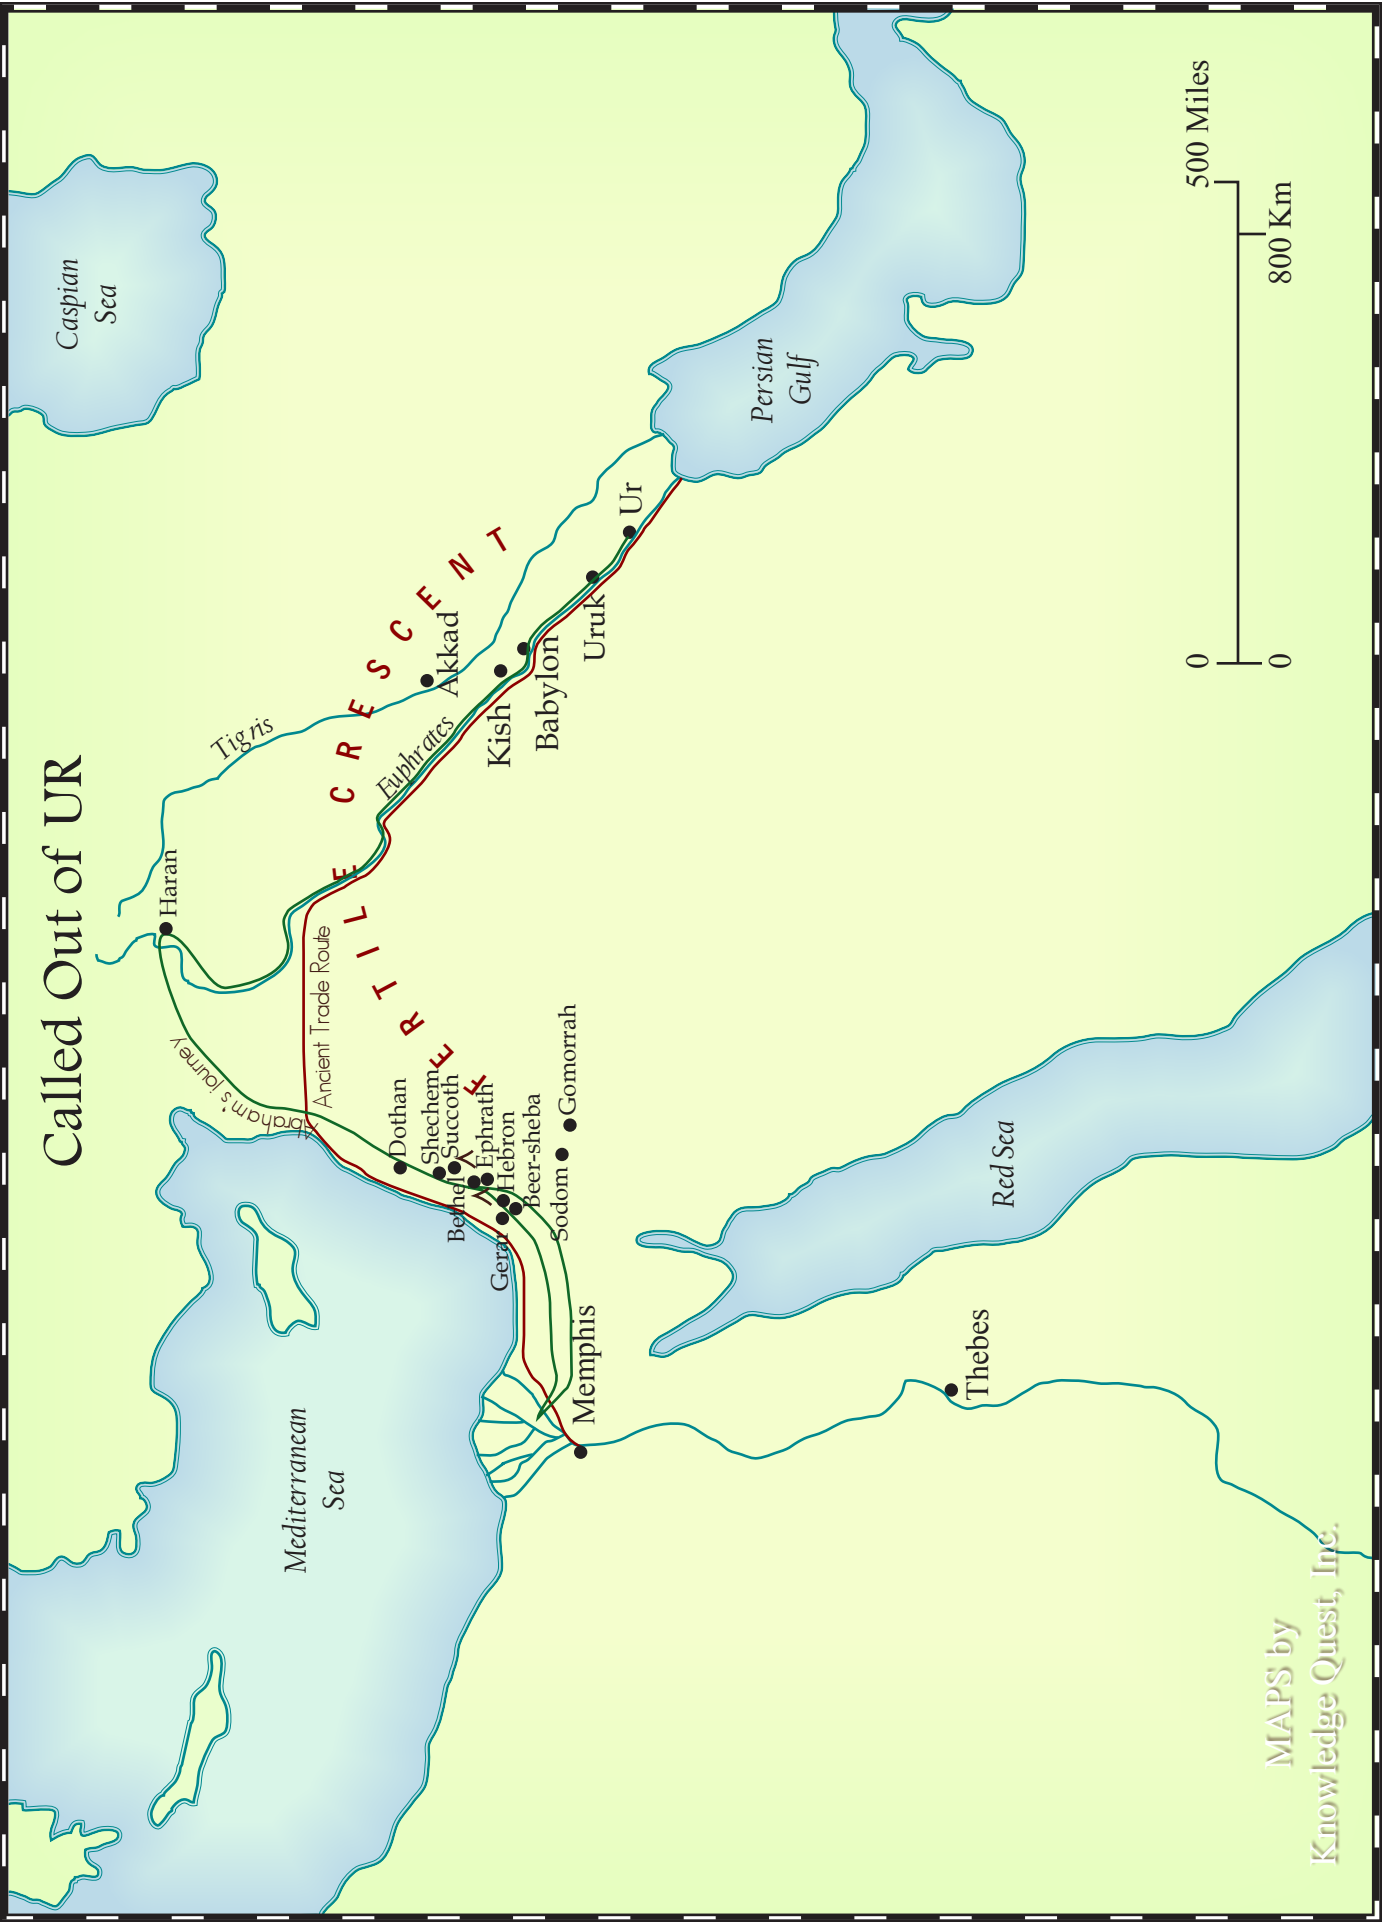 Called Out of UR
Caspian
Sea
Haran
Tigris
Abraham's journey
Ancient Trade Route
FERTILE CRESCENT
Euphrates
Akkad
Kish
Babylon
Uruk
Ur
Persian
Gulf
Mediterranean
Sea
Dothan
Shechem
Succoth
Bethel
Ephrath
Hebron
Gerar
Beer-sheba
Sodom
Gomorrah
Memphis
Thebes
Red Sea
0
500 Miles
0
800 Km
MAPS by
Knowledge Quest, Inc.